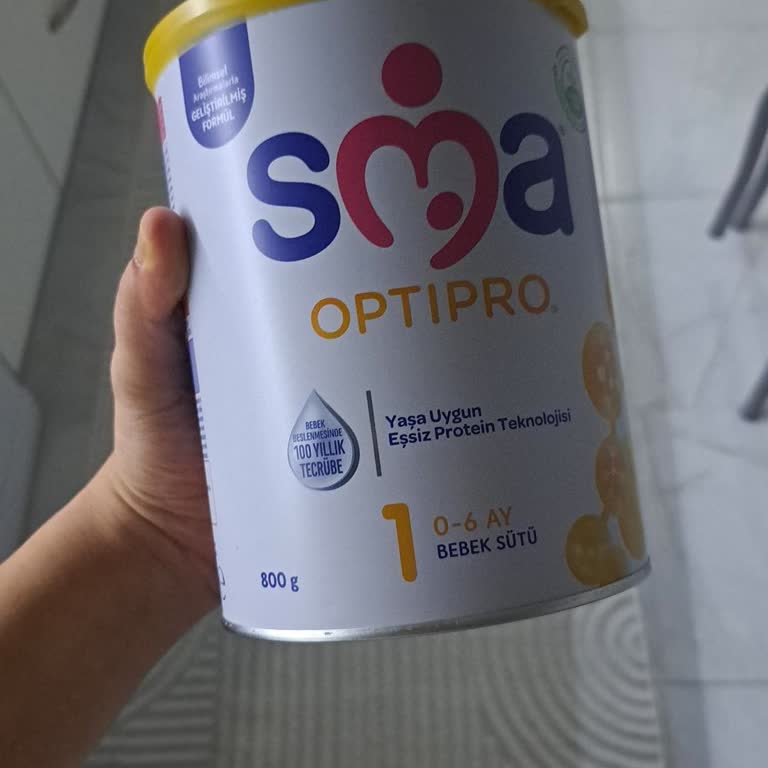 Bilimsel
Araştırmalarla
GELİŞTİRİLMİŞ
FORMÜL
sma
OPTIPRO
BEBEK
BESLENMESİNDE
100 YILLIK
TECRÜBE
Yaşa Uygun
Eşsiz Protein Teknolojisi
1
0-6 AY
BEBEK SÜTÜ
800 g